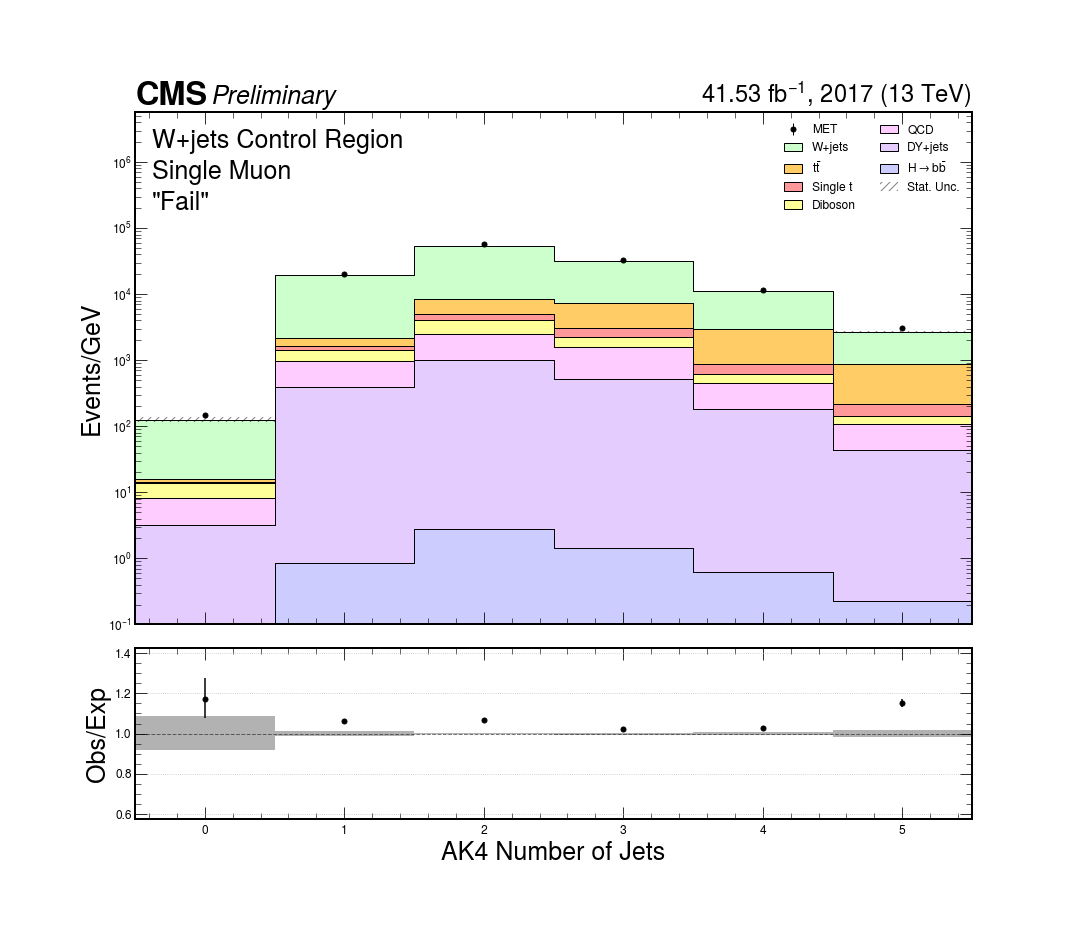 CMS Preliminary 41.53 fb⁻¹, 2017 (13 TeV)
W+jets Control Region
Single Muon
"Fail"
MET
W+jets
tt̄
Single t
Diboson
QCD
DY+jets
H→bb̄
Stat. Unc.
Events/GeV
10⁶
10⁵
10⁴
10³
10²
10¹
10⁰
10⁻¹
Obs/Exp
1.4
1.2
1.0
0.8
0.6
0 1 2 3 4 5
AK4 Number of Jets